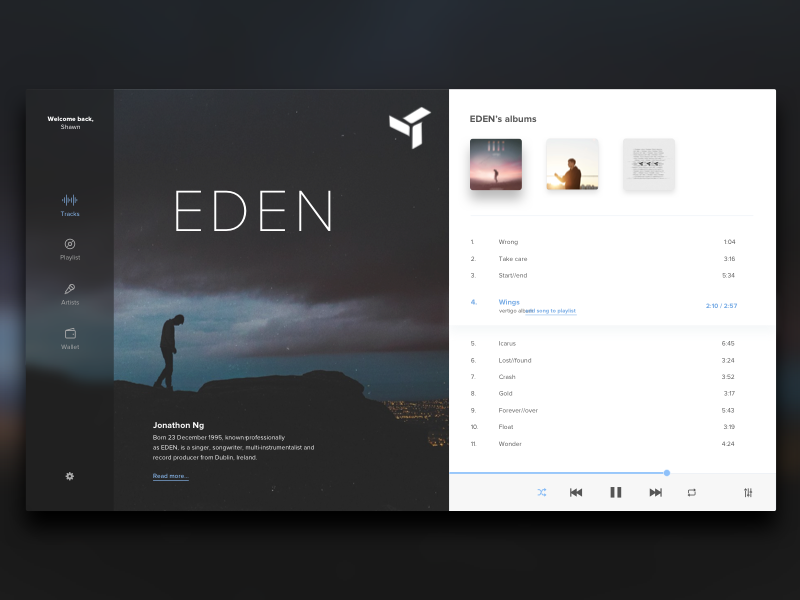 Welcome back,
Shawn
Tracks
Playlist
Artists
Wallet
EDEN
Jonathon Ng
Born 23 December 1995, known professionally
as EDEN, is a singer, songwriter, multi-instrumentalist and
record producer from Dublin, Ireland.
Read more...
EDEN's albums
1. Wrong 1:04
2. Take care 3:16
3. Start//end 5:34
4. Wings 2:10 / 2:57
vertigo album add song to playlist
5. Icarus 6:45
6. Lost//found 3:24
7. Crash 3:52
8. Gold 3:17
9. Forever//over 5:43
10. Float 3:19
11. Wonder 4:24